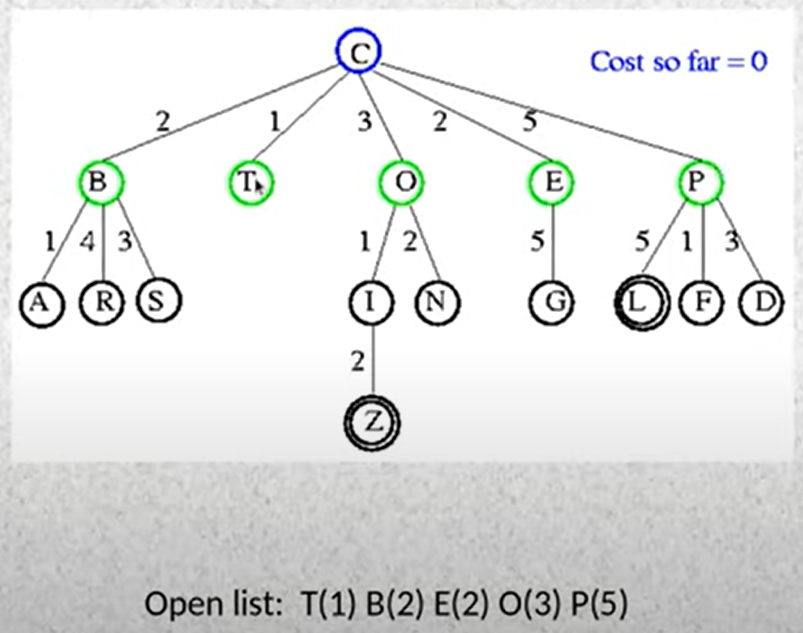 C
Cost so far = 0
2 1 3 2 5
B T O E P
1 4 3 1 2 5 5 1 3
A R S I N G L F D
2
Z
Open list: T(1) B(2) E(2) O(3) P(5)